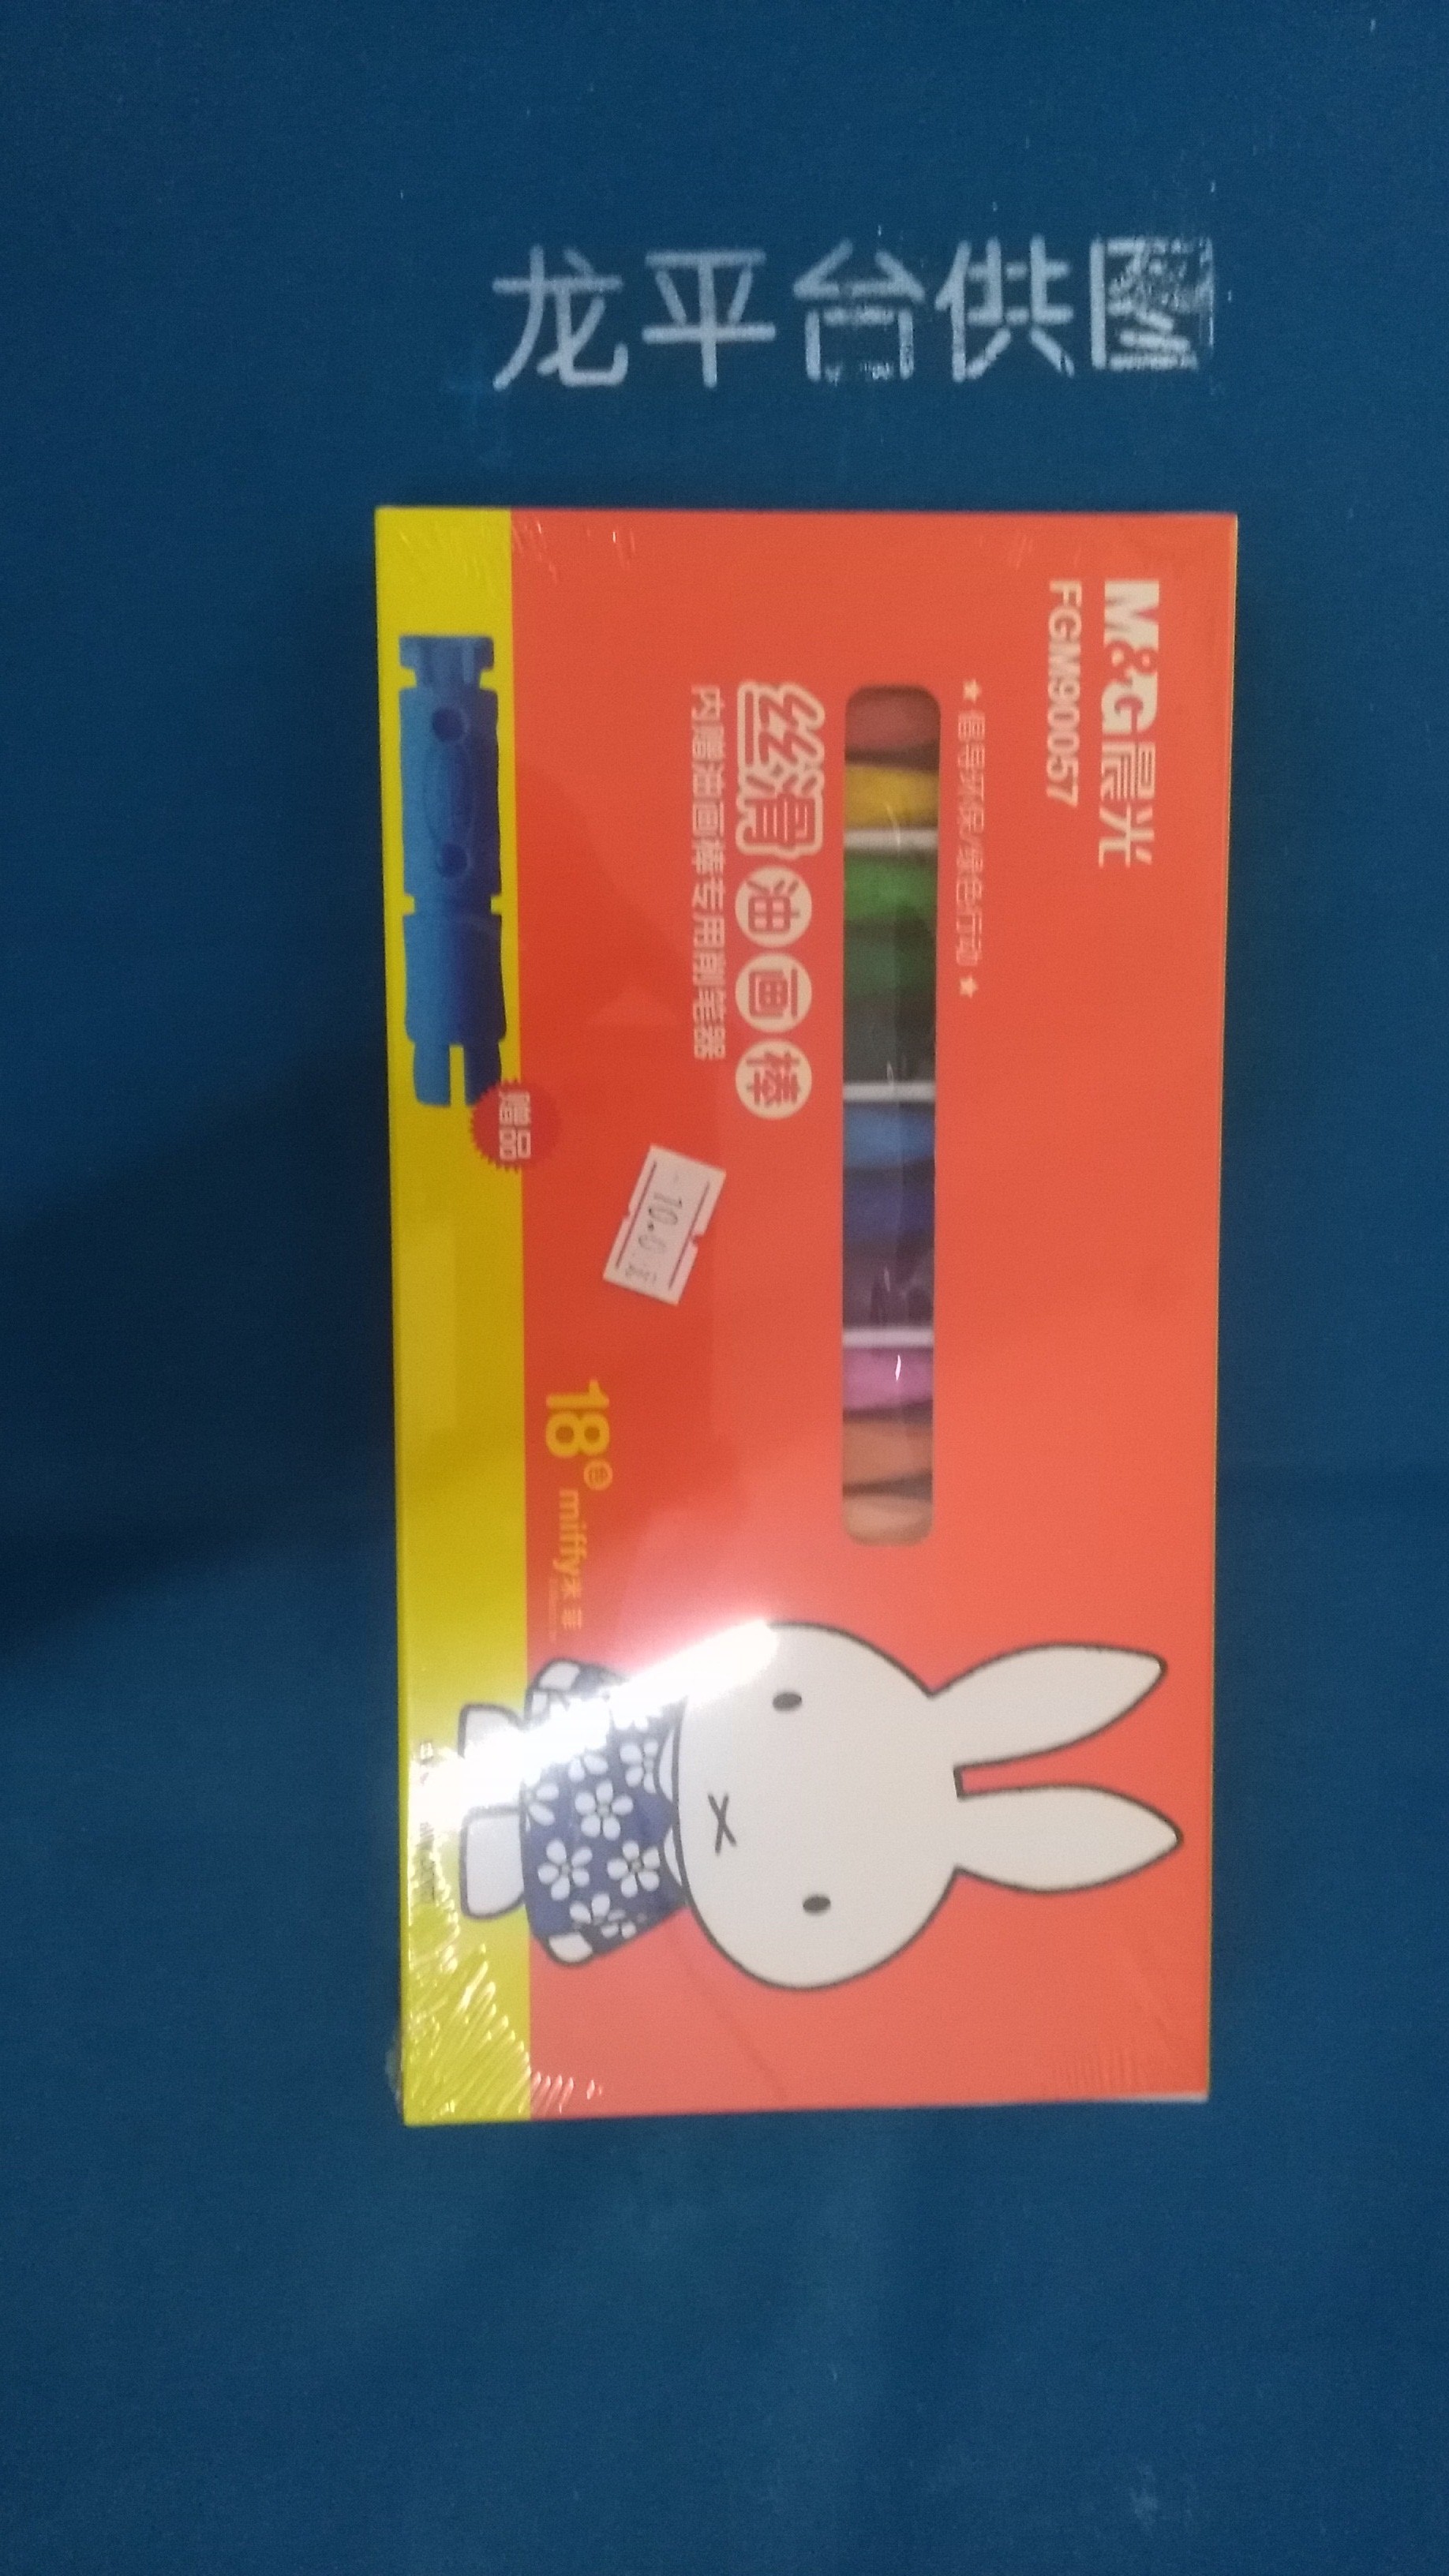 龙平台供图
M&G晨光
FGM90057
★ 倡导环保/绿色行动 ★
丝滑油画棒
内赠油画棒专用削笔器
赠品
10.0
18色
miffy米菲